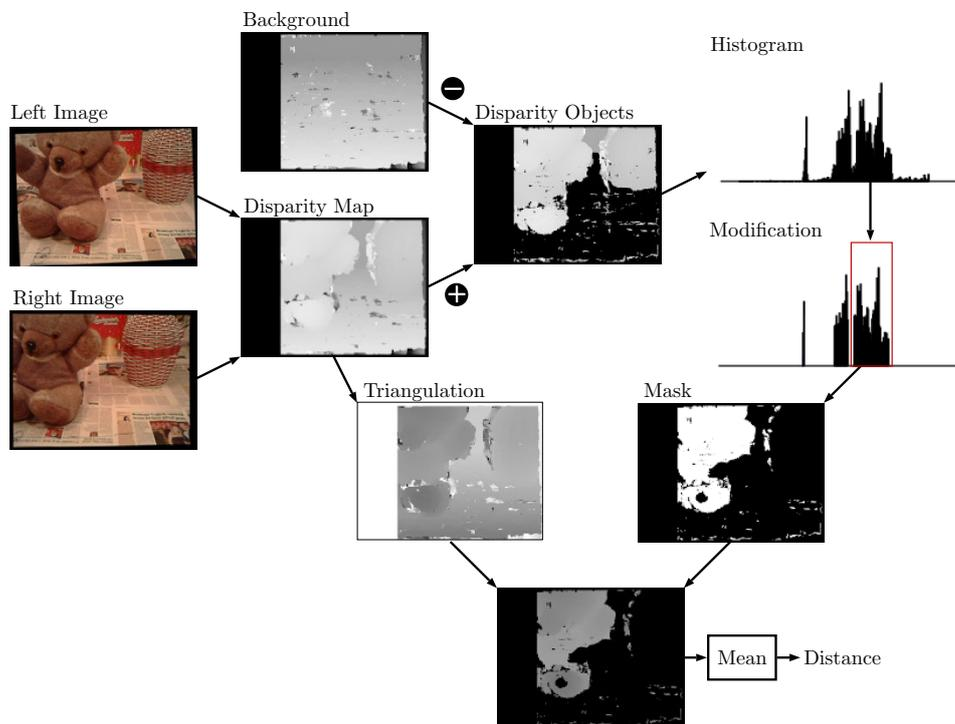 Background
Histogram
Left Image
Disparity Objects
Disparity Map
Modification
Right Image
Triangulation
Mask
Mean
Distance